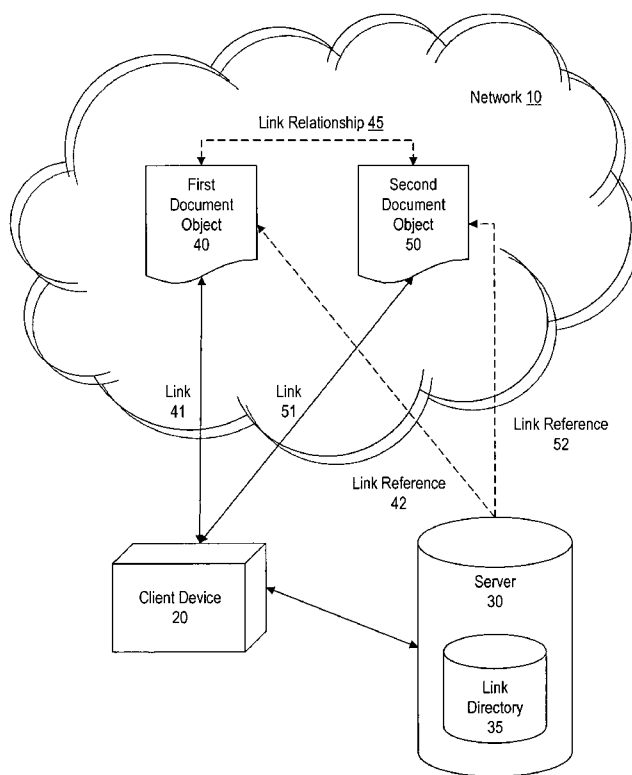 Network 10
Link Relationship 45
First
Document
Object
40
Second
Document
Object
50
Link
41
Link
51
Link Reference
42
Link Reference
52
Client Device
20
Server
30
Link
Directory
35